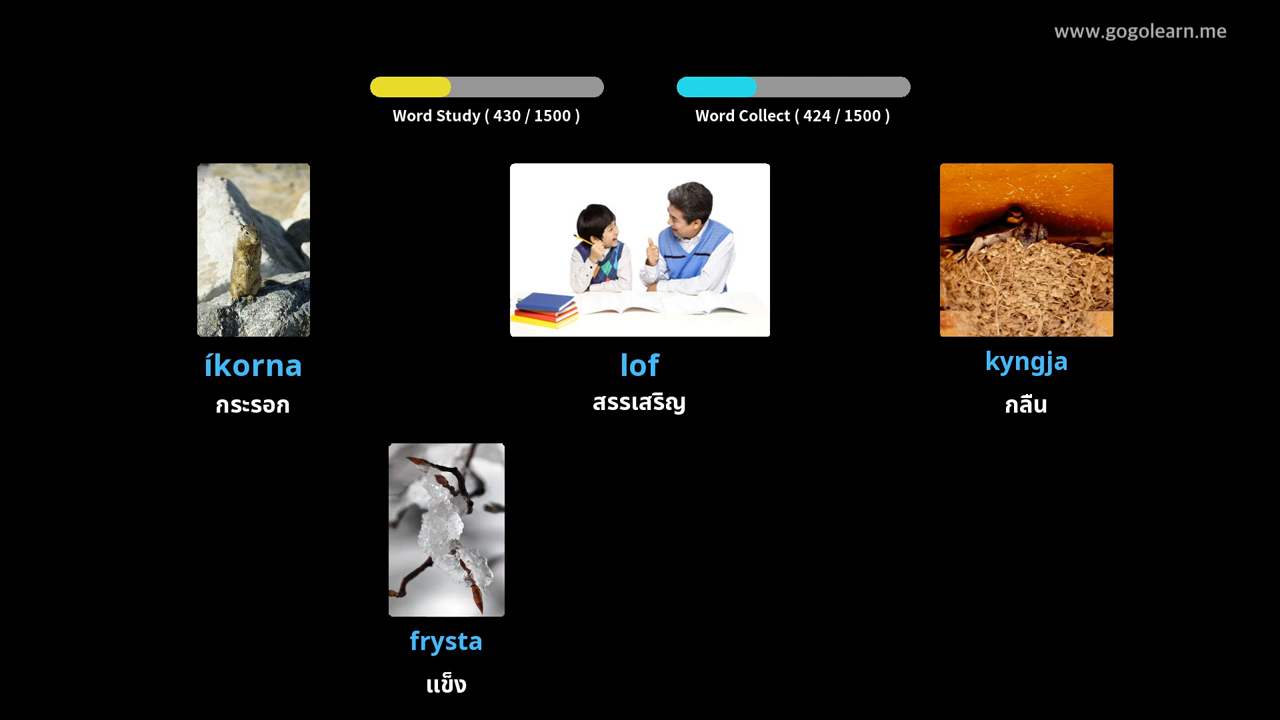 www.gogolearn.me
Word Study ( 430 / 1500 )
Word Collect ( 424 / 1500 )
íkorna
lof
kyngja
กระรอก
สรรเสริญ
กลืน
frysta
แข็ง